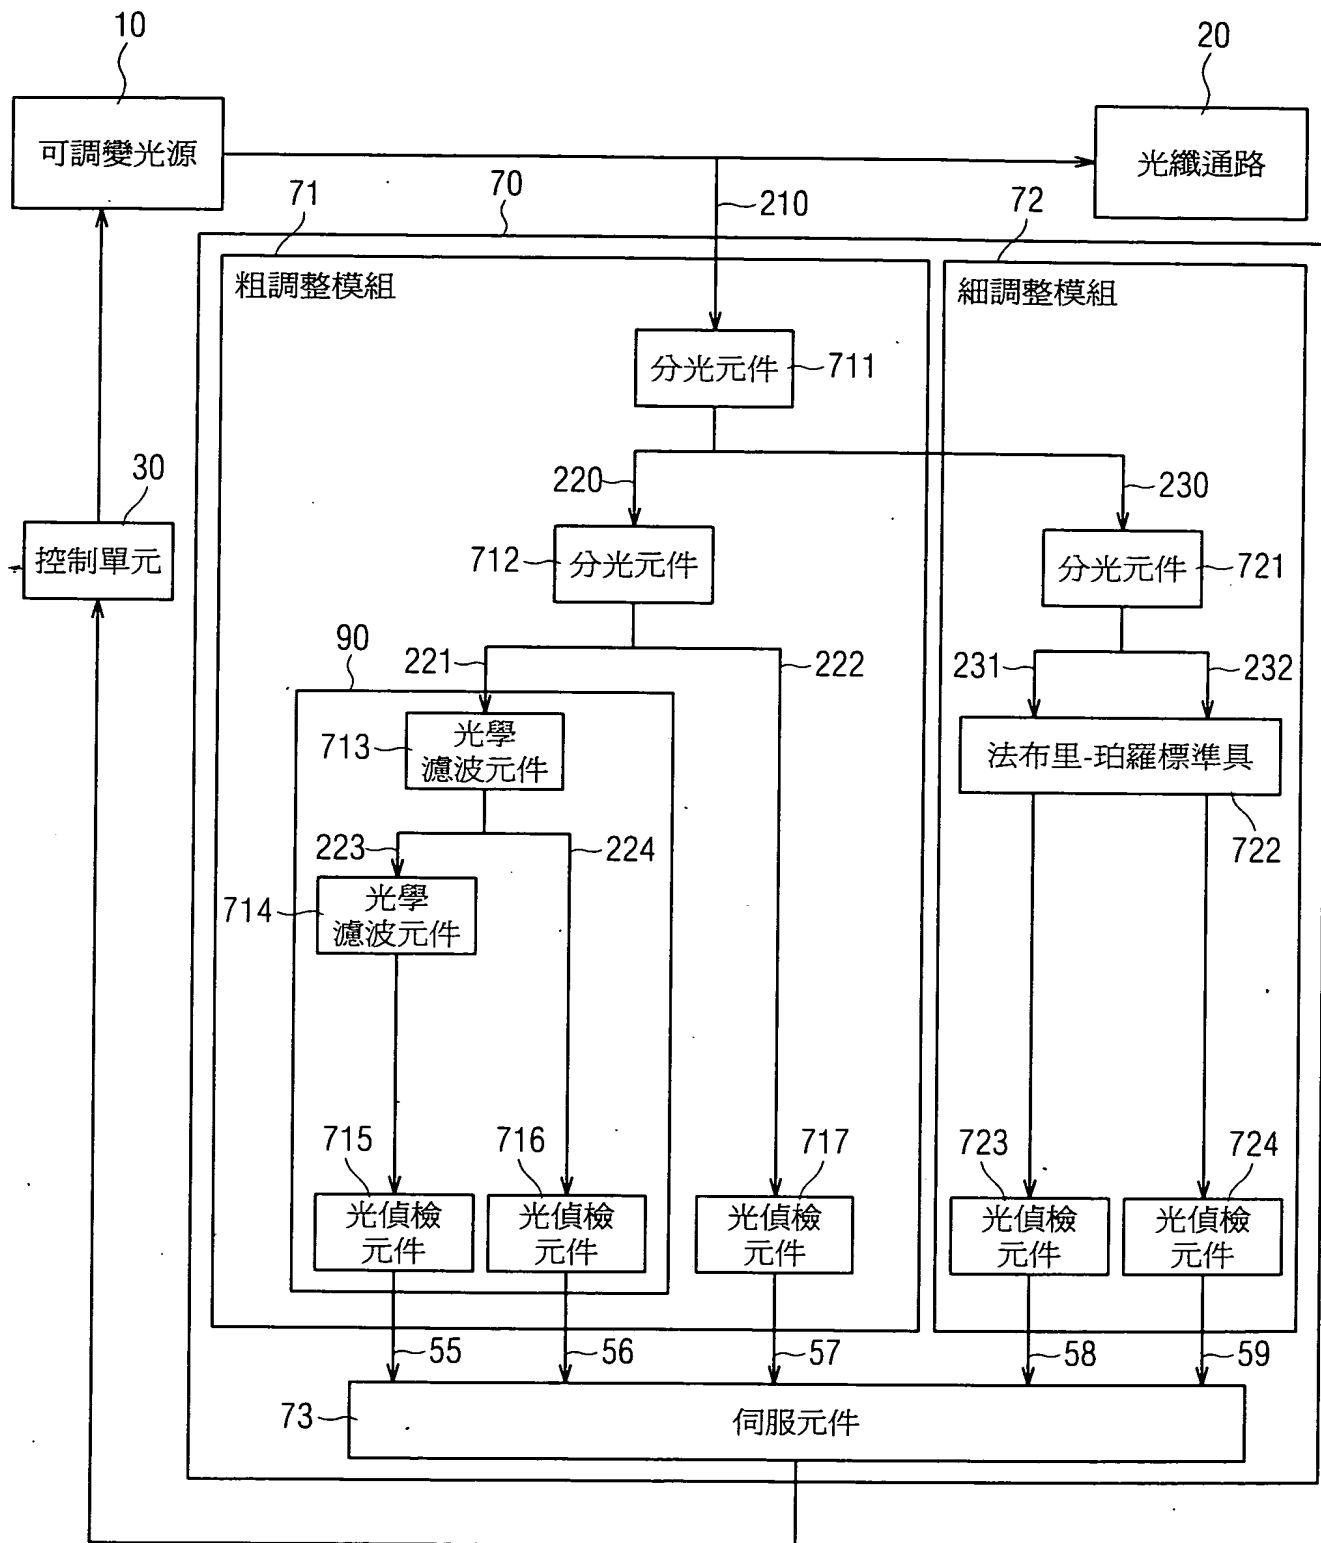 10
20
可調變光源
光纖通路
71
70
210
72
粗調整模組
細調整模組
分光元件
711
220
230
30
控制單元
712
分光元件
分光元件
721
90
221
222
231
232
713
光學
濾波元件
法布里-珀羅標準具
722
223
224
714
光學
濾波元件
715
716
717
723
724
光偵檢
元件
光偵檢
元件
光偵檢
元件
光偵檢
元件
光偵檢
元件
55
56
57
58
59
73
伺服元件